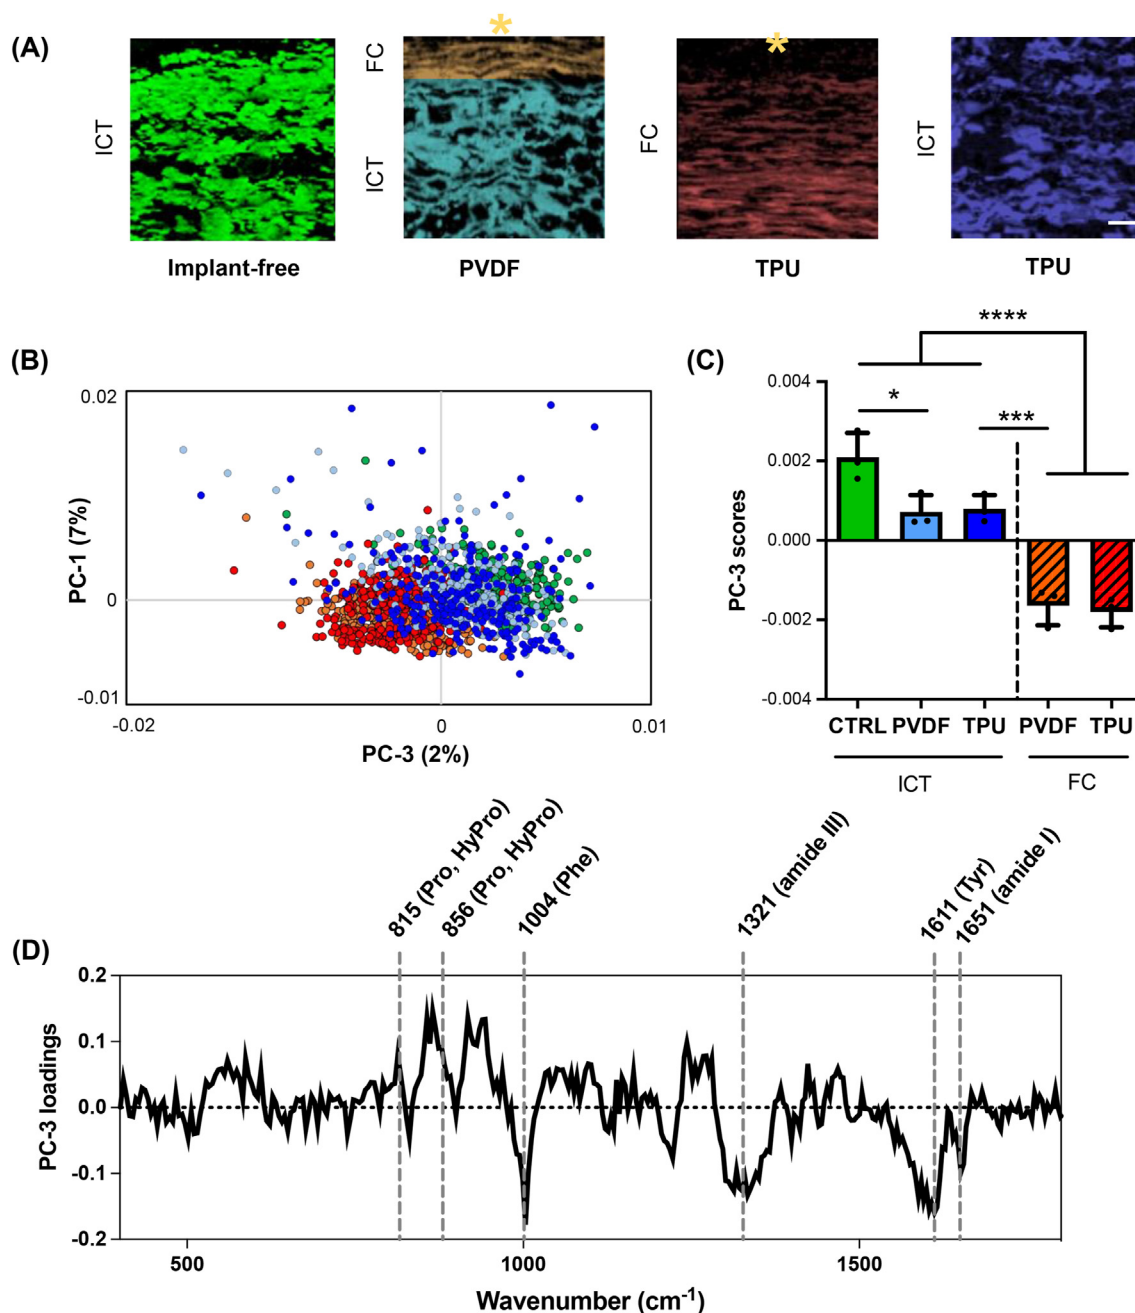 (A)
ICT
FC
ICT
FC
ICT
*
*
Implant-free
PVDF
TPU
TPU
(B)
0.02
PC-1 (7%)
0
-0.01
-0.02
0
0.01
PC-3 (2%)
(C)
****
*
***
0.004
0.002
0.000
-0.002
-0.004
PC-3 scores
CTRL PVDF TPU PVDF TPU
ICT FC
815 (Pro, HyPro)
856 (Pro, HyPro)
1004 (Phe)
1321 (amide III)
1611 (Tyr)
1651 (amide I)
(D)
0.2
0.1
0.0
-0.1
-0.2
PC-3 loadings
500 1000 1500
Wavenumber (cm⁻¹)